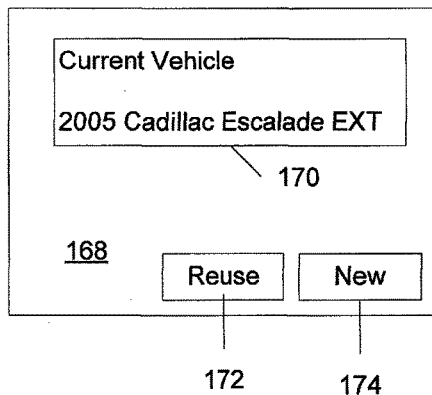 Current Vehicle
2005 Cadillac Escalade EXT
170
168
Reuse New
172 174